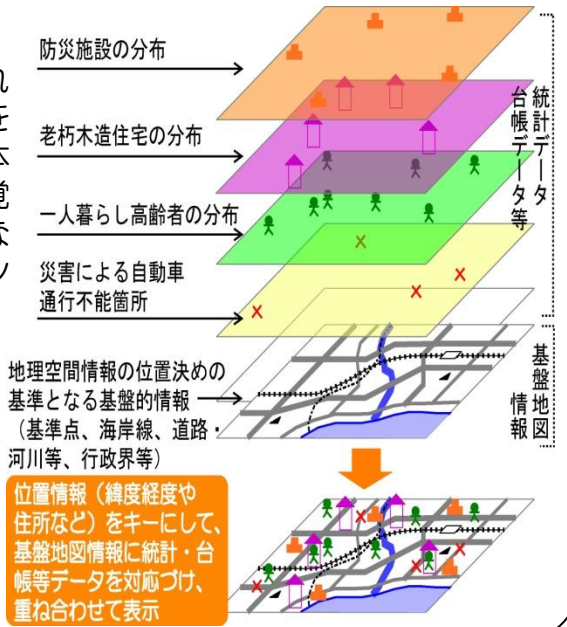 防災施設の分布
れ
を
老朽木造住宅の分布
本
覚
一人暮らし高齢者の分布
な
ン
災害による自動車
通行不能箇所
統計データ
台帳データ等
地理空間情報の位置決めの
基準となる基盤的情報
（基準点、海岸線、道路・
河川等、行政界等）
基盤地図
情報
位置情報（緯度経度や
住所など）をキーにして、
基盤地図情報に統計・台
帳等データを対応づけ、
重ね合わせて表示